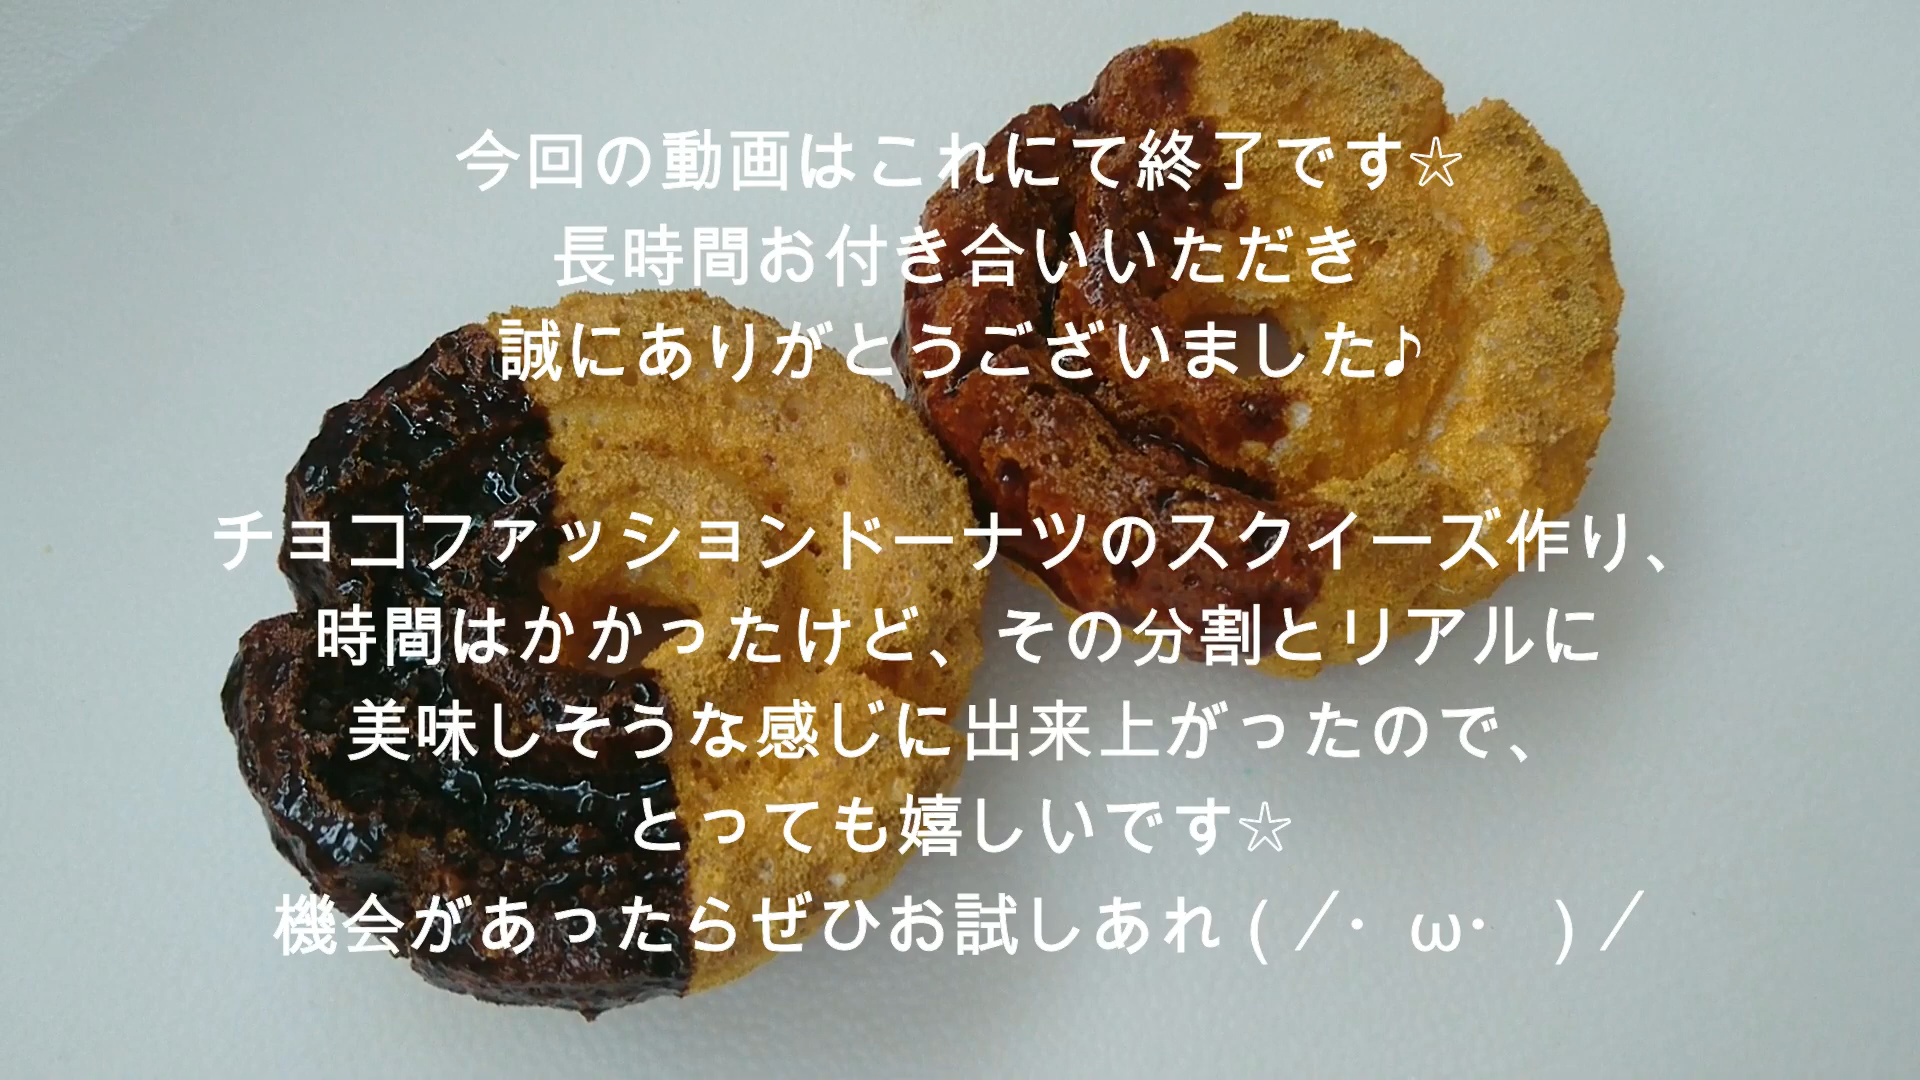 今回の動画はこれにて終了です☆
長時間お付き合いいただき
誠にありがとうございました♪
チョコファッションドーナツのスクイーズ作り、
時間はかかったけど、その分割とリアルに
美味しそうな感じに出来上がったので、
とっても嬉しいです☆
機会があったらぜひお試しあれ(／・ω・)／